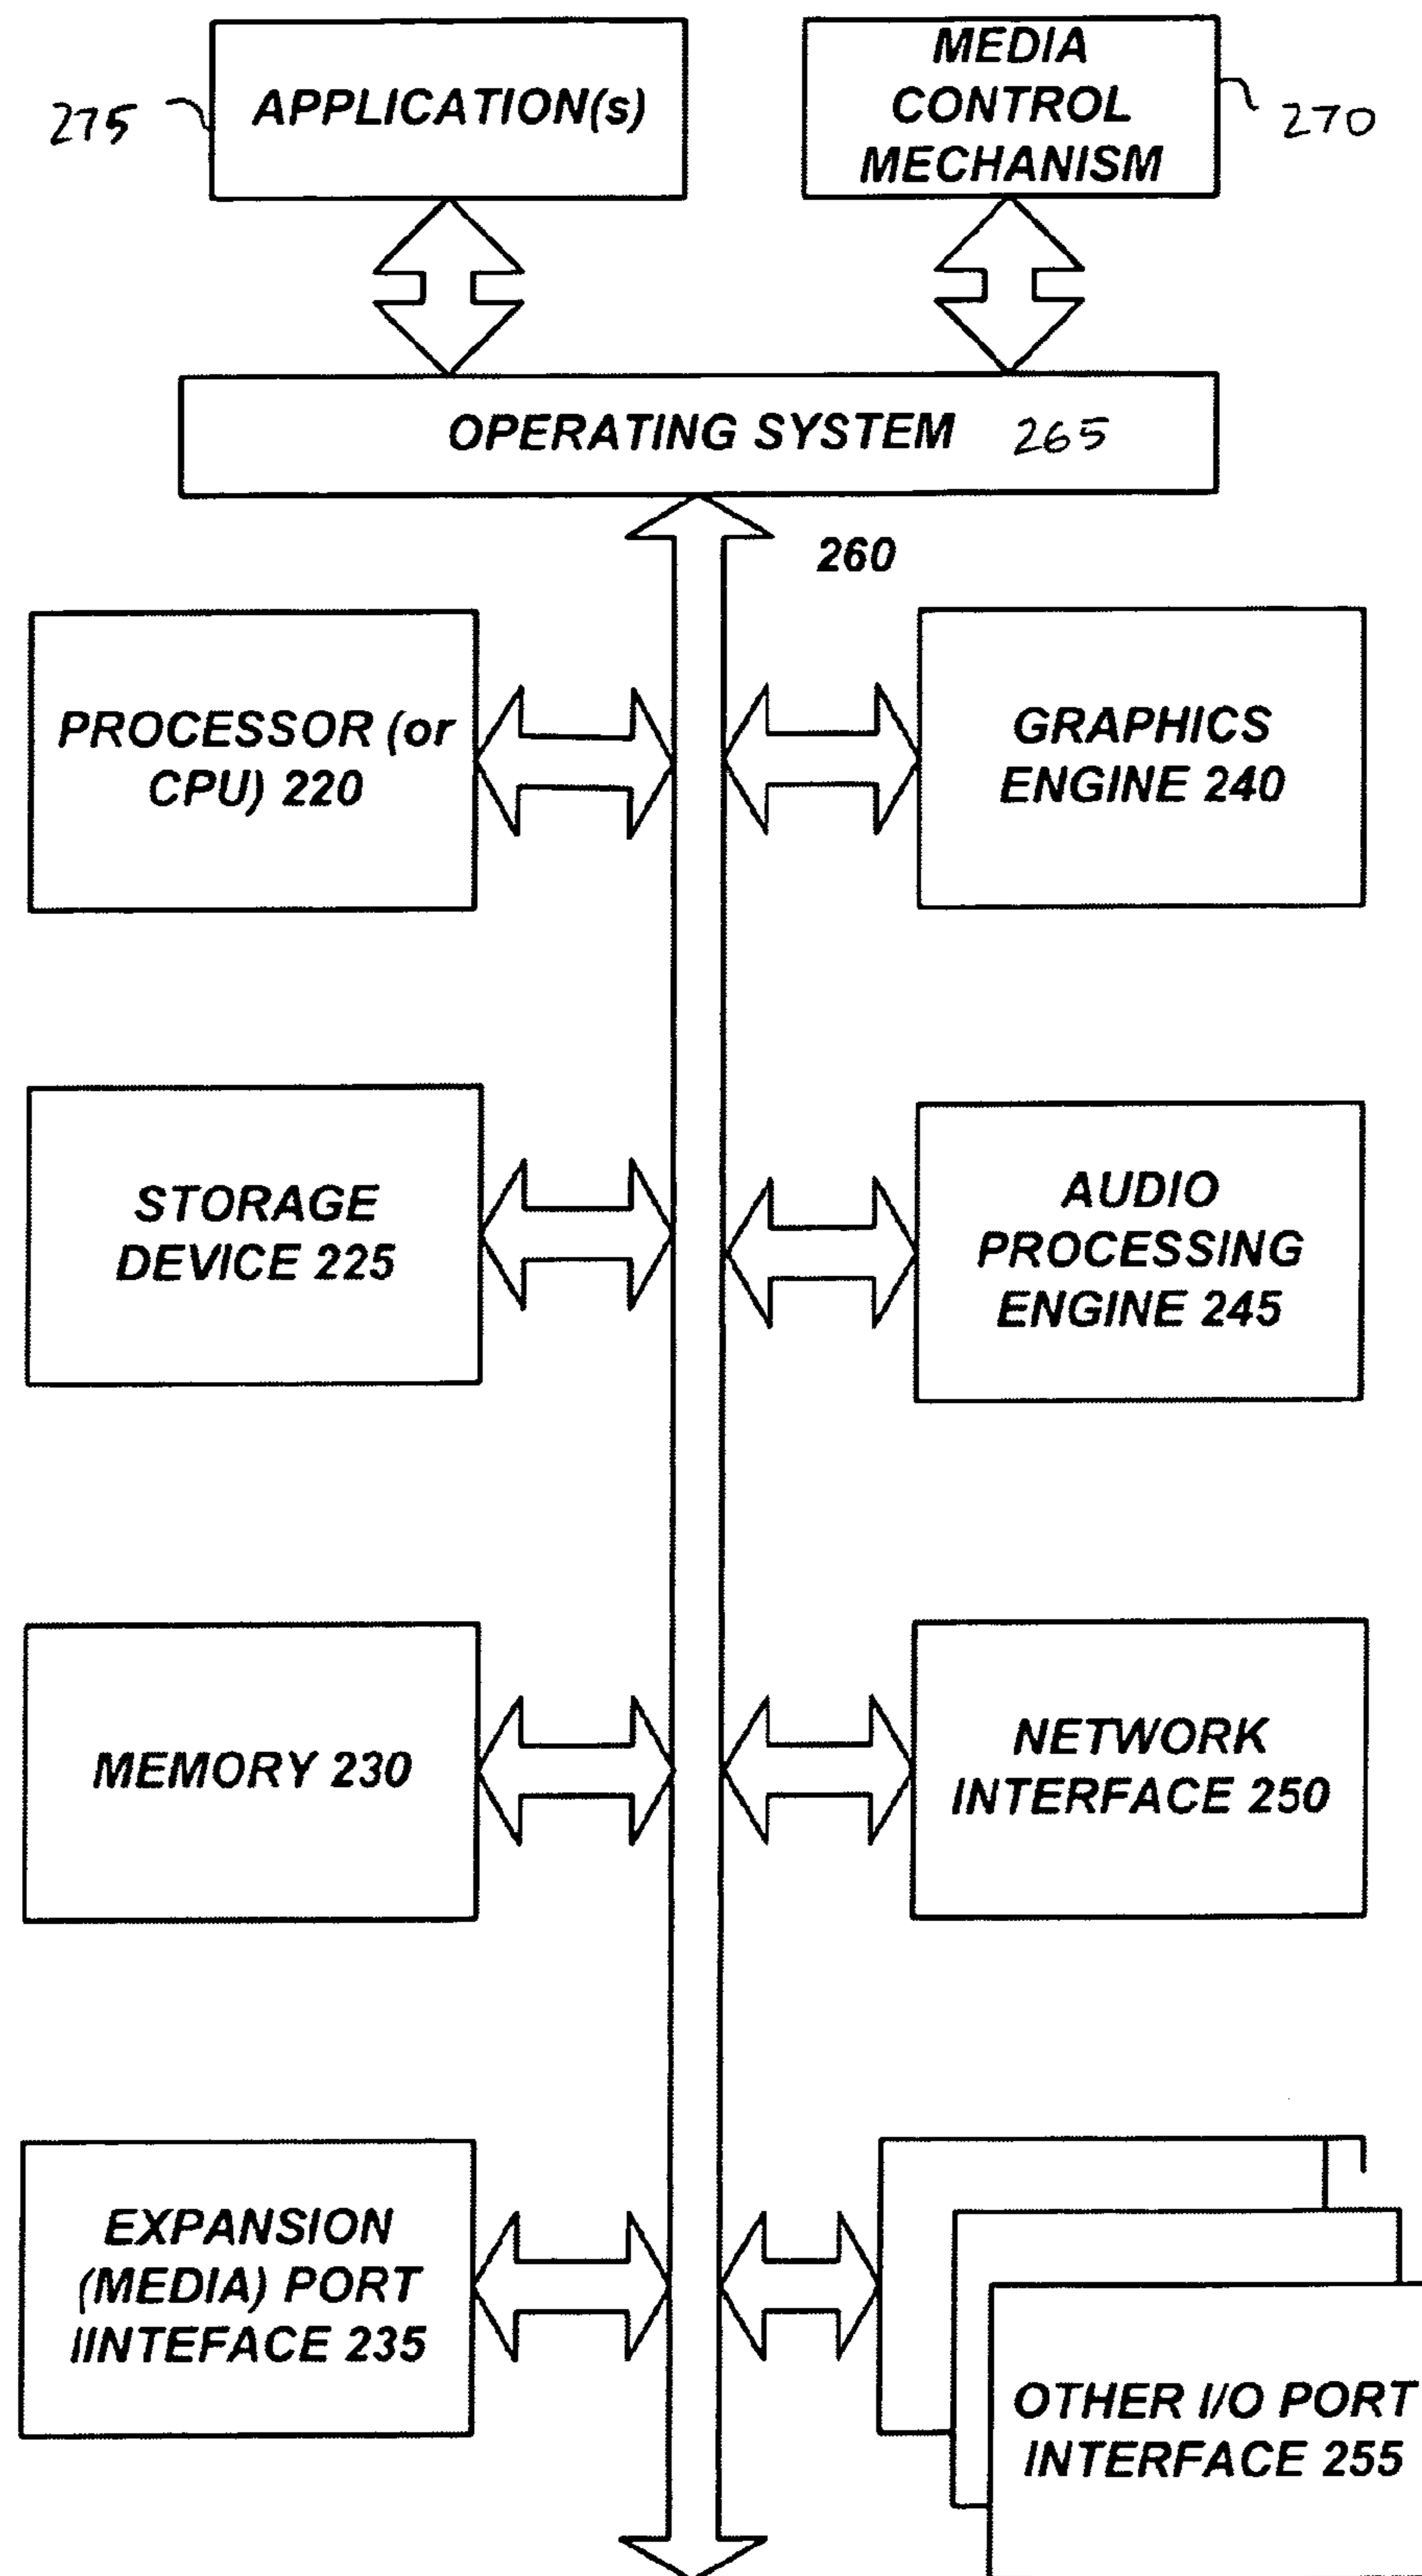 275
APPLICATION(s)
MEDIA
CONTROL
MECHANISM
270
OPERATING SYSTEM 265
260
PROCESSOR (or
CPU) 220
GRAPHICS
ENGINE 240
STORAGE
DEVICE 225
AUDIO
PROCESSING
ENGINE 245
MEMORY 230
NETWORK
INTERFACE 250
EXPANSION
(MEDIA) PORT
IINTEFACE 235
OTHER I/O PORT
INTERFACE 255